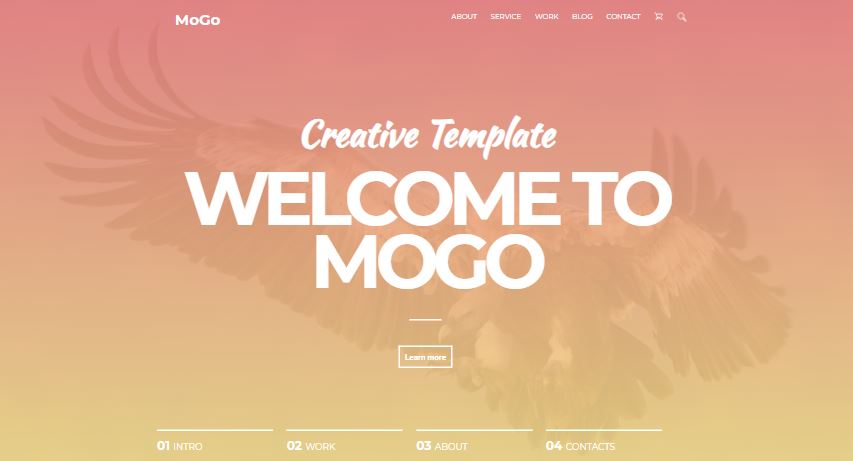 MoGo
ABOUT SERVICE WORK BLOG CONTACT
Creative Template
WELCOME TO
MOGO
Learn more
01 INTRO
02 WORK
03 ABOUT
04 CONTACTS